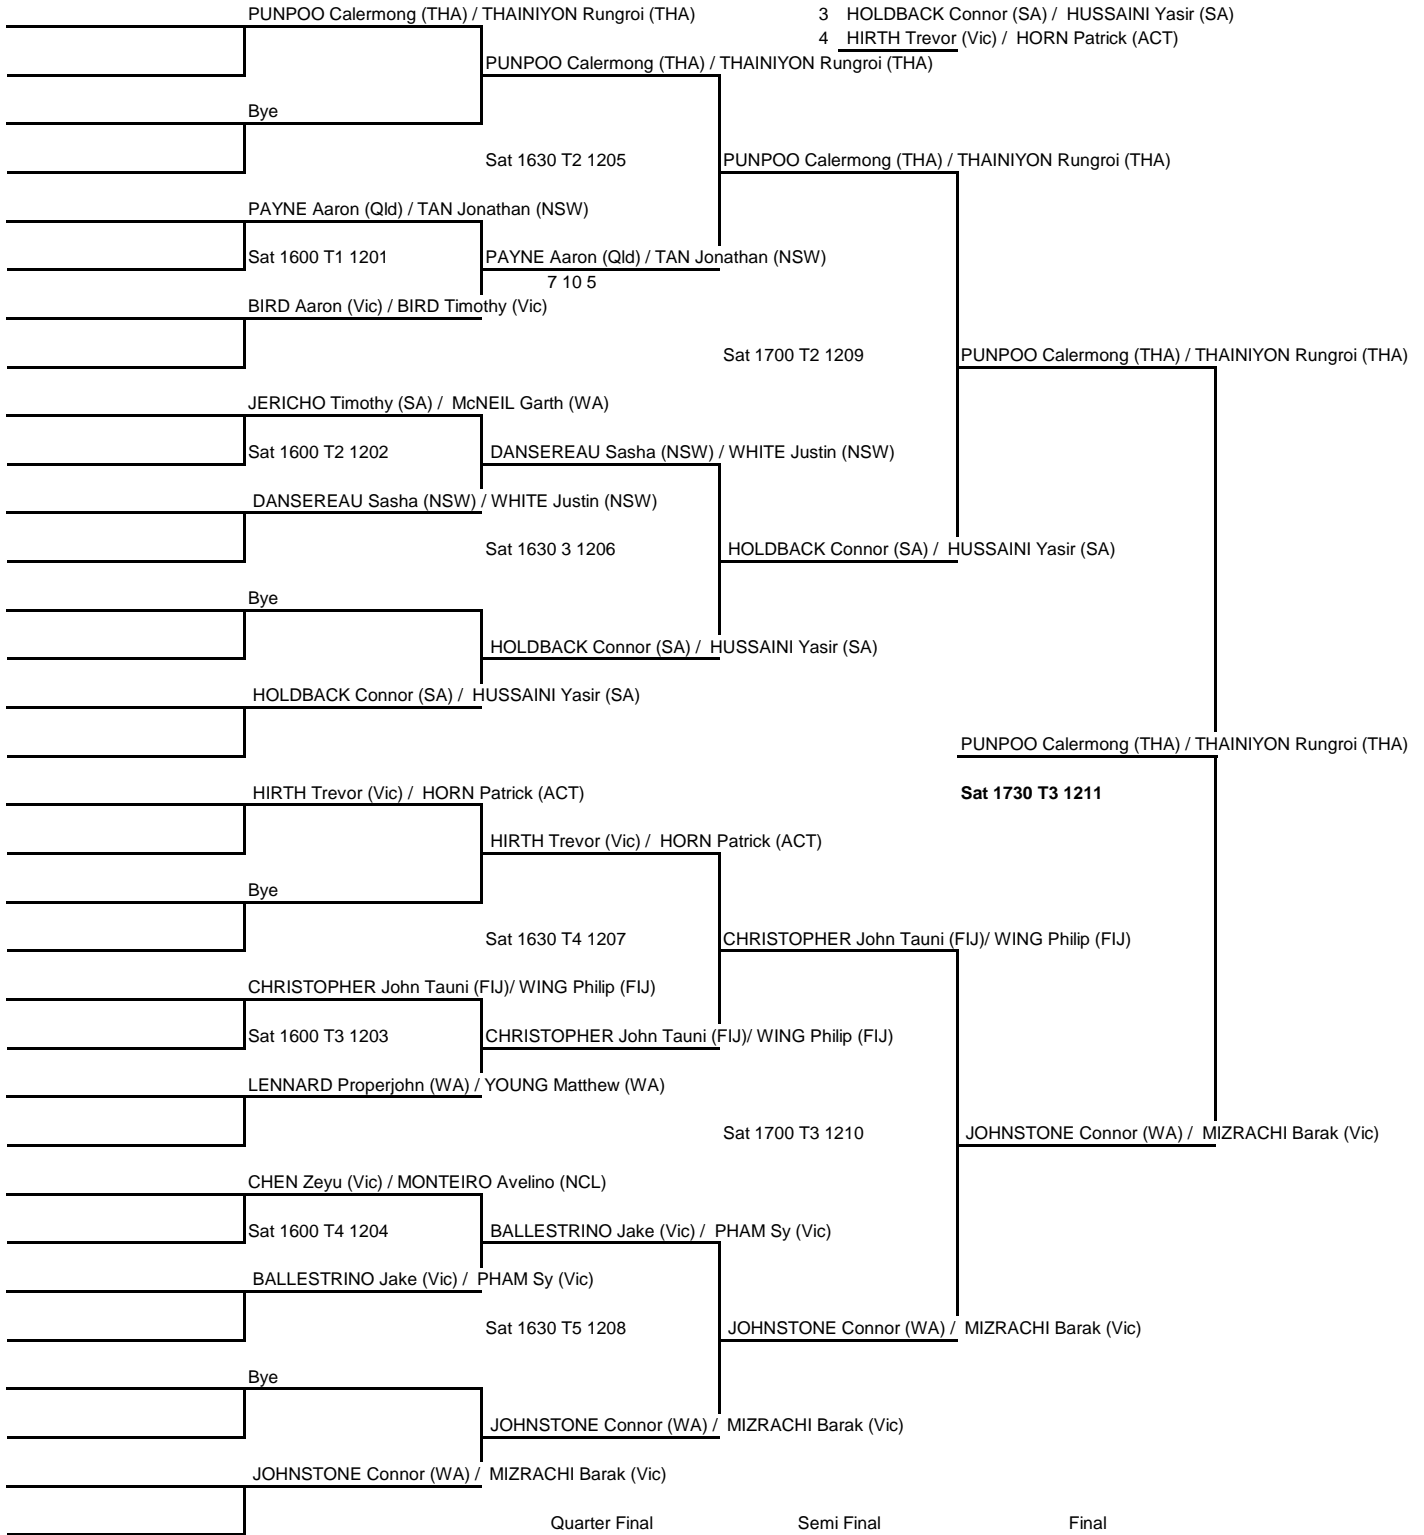 PUNPOO Calermong (THA) / THAINIYON Rungroi (THA)
3 HOLDBACK Connor (SA) / HUSSAINI Yasir (SA)
4 HIRTH Trevor (Vic) / HORN Patrick (ACT)
PUNPOO Calermong (THA) / THAINIYON Rungroi (THA)
Bye
Sat 1630 T2 1205
PUNPOO Calermong (THA) / THAINIYON Rungroi (THA)
PAYNE Aaron (Qld) / TAN Jonathan (NSW)
Sat 1600 T1 1201
PAYNE Aaron (Qld) / TAN Jonathan (NSW)
7 10 5
BIRD Aaron (Vic) / BIRD Timothy (Vic)
Sat 1700 T2 1209
PUNPOO Calermong (THA) / THAINIYON Rungroi (THA)
JERICHO Timothy (SA) / McNEIL Garth (WA)
Sat 1600 T2 1202
DANSEREAU Sasha (NSW) / WHITE Justin (NSW)
DANSEREAU Sasha (NSW) / WHITE Justin (NSW)
Sat 1630 3 1206
HOLDBACK Connor (SA) / HUSSAINI Yasir (SA)
Bye
HOLDBACK Connor (SA) / HUSSAINI Yasir (SA)
HOLDBACK Connor (SA) / HUSSAINI Yasir (SA)
PUNPOO Calermong (THA) / THAINIYON Rungroi (THA)
HIRTH Trevor (Vic) / HORN Patrick (ACT)
Sat 1730 T3 1211
HIRTH Trevor (Vic) / HORN Patrick (ACT)
Bye
Sat 1630 T4 1207
CHRISTOPHER John Tauni (FIJ)/ WING Philip (FIJ)
CHRISTOPHER John Tauni (FIJ)/ WING Philip (FIJ)
Sat 1600 T3 1203
CHRISTOPHER John Tauni (FIJ)/ WING Philip (FIJ)
LENNARD Properjohn (WA) / YOUNG Matthew (WA)
Sat 1700 T3 1210
JOHNSTONE Connor (WA) / MIZRACHI Barak (Vic)
CHEN Zeyu (Vic) / MONTEIRO Avelino (NCL)
Sat 1600 T4 1204
BALLESTRINO Jake (Vic) / PHAM Sy (Vic)
BALLESTRINO Jake (Vic) / PHAM Sy (Vic)
Sat 1630 T5 1208
JOHNSTONE Connor (WA) / MIZRACHI Barak (Vic)
Bye
JOHNSTONE Connor (WA) / MIZRACHI Barak (Vic)
JOHNSTONE Connor (WA) / MIZRACHI Barak (Vic)
Quarter Final
Semi Final
Final